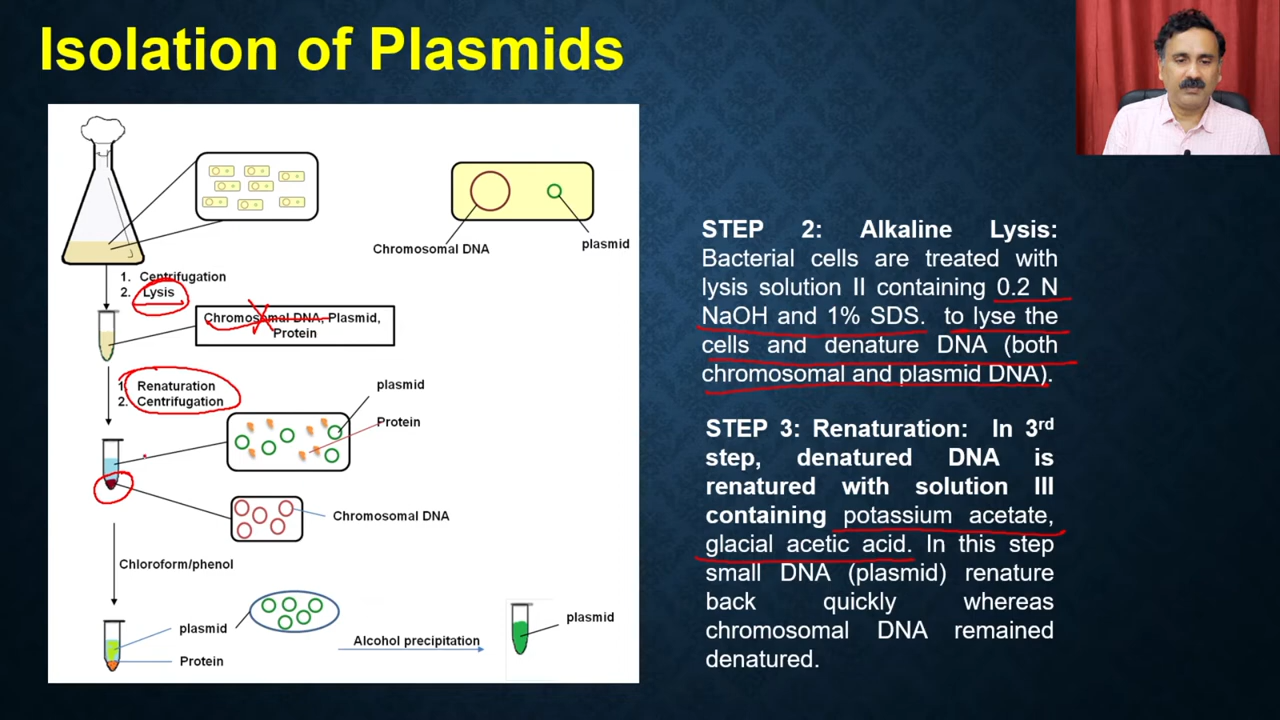 Isolation of Plasmids
Chromosomal DNA
plasmid
1. Centrifugation
2. Lysis
Chromosomal DNA, Plasmid,
Protein
1. Renaturation
2. Centrifugation
plasmid
Protein
Chromosomal DNA
Chloroform/phenol
plasmid
Protein
Alcohol precipitation
plasmid
STEP 2: Alkaline Lysis:
Bacterial cells are treated with
lysis solution II containing 0.2 N
NaOH and 1% SDS. to lyse the
cells and denature DNA (both
chromosomal and plasmid DNA).
STEP 3: Renaturation: In 3rd
step, denatured DNA is
renatured with solution III
containing potassium acetate,
glacial acetic acid. In this step
small DNA (plasmid) renature
back quickly whereas
chromosomal DNA remained
denatured.